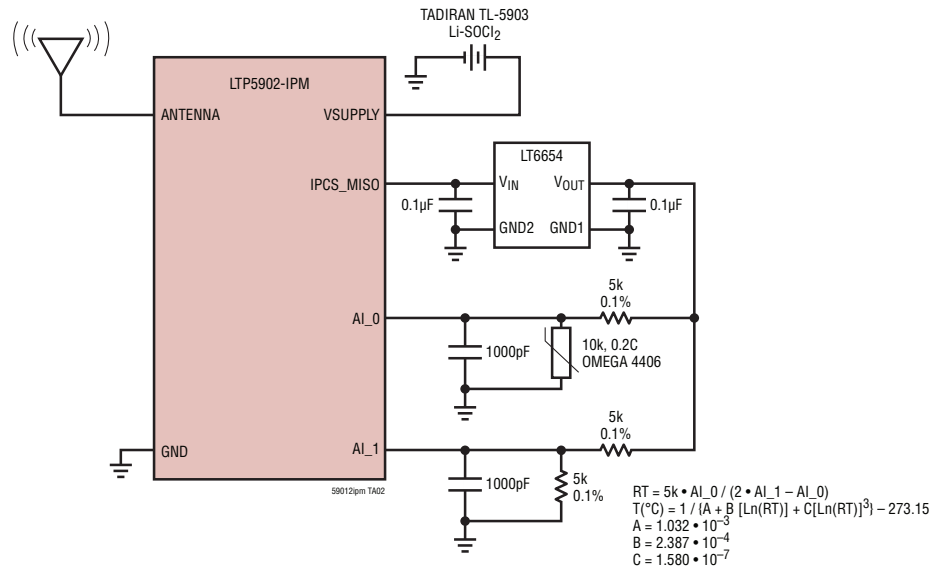 TADIRAN TL-5903
Li-SOCl₂
LTP5902-IPM
ANTENNA
VSUPPLY
LT6654
IPCS_MISO
V_IN
V_OUT
0.1µF
0.1µF
GND2
GND1
5k
0.1%
AI_0
1000pF
10k, 0.2C
OMEGA 4406
5k
0.1%
GND
AI_1
1000pF
5k
0.1%
59012ipm TA02
RT = 5k • AI_0 / (2 • AI_1 – AI_0)
T(°C) = 1 / {A + B [Ln(RT)] + C[Ln(RT)]³} – 273.15
A = 1.032 • 10⁻³
B = 2.387 • 10⁻⁴
C = 1.580 • 10⁻⁷